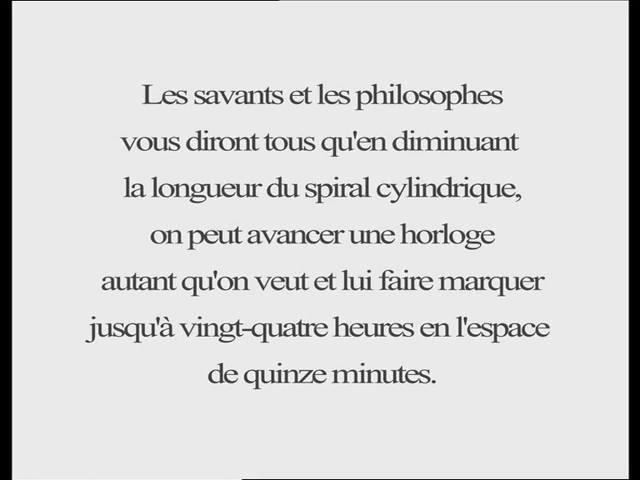 Les savants et les philosophes
vous diront tous qu'en diminuant
la longueur du spiral cylindrique,
on peut avancer une horloge
autant qu'on veut et lui faire marquer
jusqu'à vingt-quatre heures en l'espace
de quinze minutes.